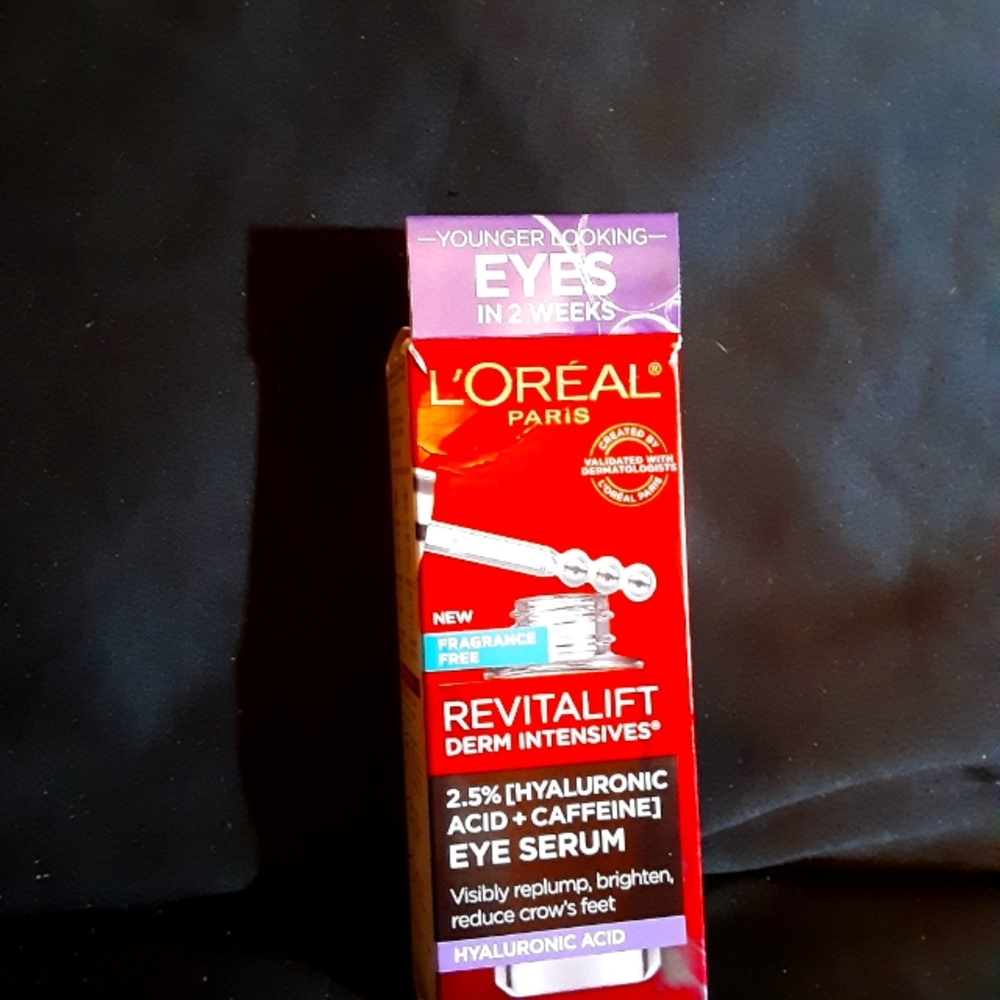 —YOUNGER LOOKING—
EYES
IN 2 WEEKS
L'ORÉAL®
PARIS
CREATED BY
VALIDATED WITH
DERMATOLOGISTS
L'ORÉAL PARIS
NEW
FRAGRANCE
FREE
REVITALIFT
DERM INTENSIVES®
2.5% [HYALURONIC
ACID + CAFFEINE]
EYE SERUM
Visibly replump, brighten,
reduce crow's feet
HYALURONIC ACID